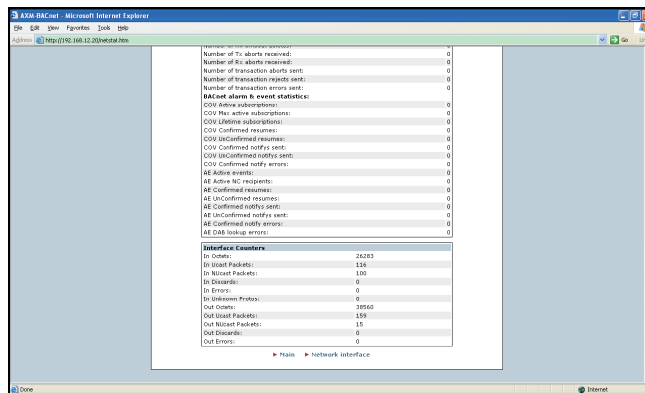 AXM-BACnet - Microsoft Internet Explorer
File Edit View Favorites Tools Help
Address http://192.168.12.20/netstat.htm Go
Number of Tx aborts received: 0
Number of Rx aborts received: 0
Number of transaction aborts sent: 0
Number of transaction rejects sent: 0
Number of transaction errors sent: 0
BACnet alarm & event statistics:
COV Active subscriptions: 0
COV Max active subscriptions: 0
COV Lifetime subscriptions: 0
COV Confirmed resumes: 0
COV UnConfirmed resumes: 0
COV Confirmed notifys sent: 0
COV UnConfirmed notifys sent: 0
COV Confirmed notify errors: 0
AE Active events: 0
AE Active NC recipients: 0
AE Confirmed resumes: 0
AE UnConfirmed resumes: 0
AE Confirmed notifys sent: 0
AE UnConfirmed notifys sent: 0
AE Confirmed notify errors: 0
AE DAB lookup errors: 0
Interface Counters
In Octets: 26283
In Ucast Packets: 116
In NUcast Packets: 100
In Discards: 0
In Errors: 0
In Unknown Protos: 0
Out Octets: 38560
Out Ucast Packets: 159
Out NUcast Packets: 15
Out Discards: 0
Out Errors: 0
Main Network interface
Done Internet